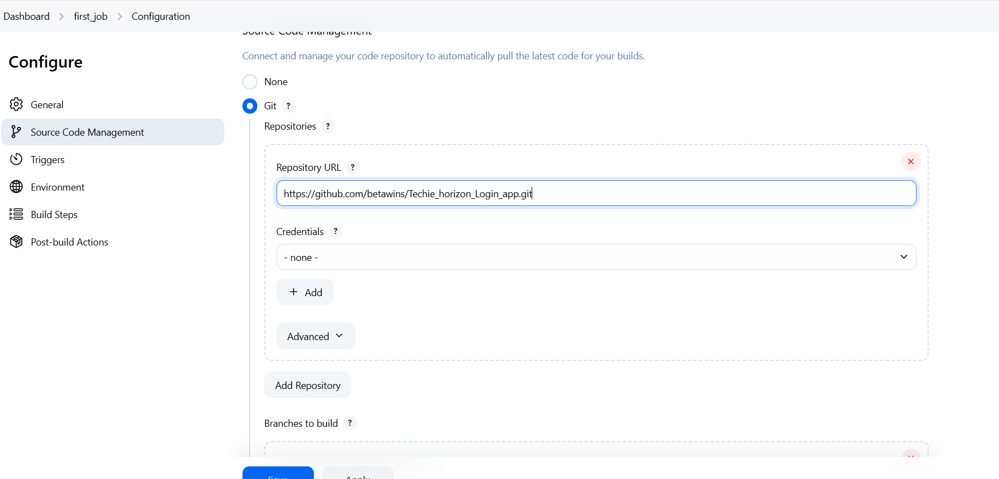 Dashboard > first_job > Configuration
Configure
General
Source Code Management
Triggers
Environment
Build Steps
Post-build Actions
Source Code Management
Connect and manage your code repository to automatically pull the latest code for your builds.
None
Git ?
Repositories ?
Repository URL ?
https://github.com/betawins/Techie_horizon_Login_app.git
Credentials ?
- none -
+ Add
Advanced
Add Repository
Branches to build ?
Save
Apply